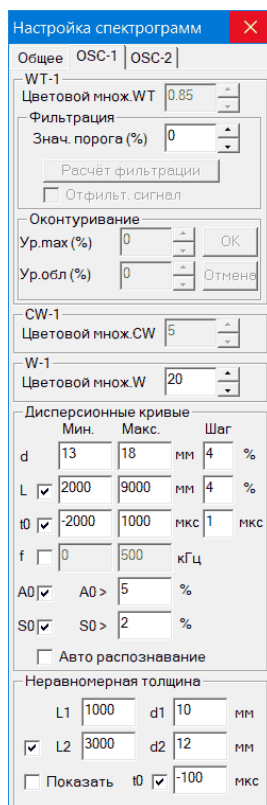 Настройка спектрограмм
Общее OSC-1 OSC-2
WT-1
Цветовой множ.WT 0.85
Фильтрация
Знач. порога (%) 0
Расчёт фильтрации
Отфильт. сигнал
Оконтуривание
Ур.max (%) 0 OK
Ур.обл (%) 0 Отмена
CW-1
Цветовой множ.CW 5
W-1
Цветовой множ.W 20
Дисперсионные кривые
Мин. Макс. Шаг
d 13 18 мм 4 %
L 2000 9000 мм 4 %
t0 -2000 1000 мкс 1 мкс
f 0 500 кГц
A0 A0 > 5 %
S0 S0 > 2 %
Авто распознавание
Неравномерная толщина
L1 1000 d1 10 мм
L2 3000 d2 12 мм
Показать t0 -100 мкс